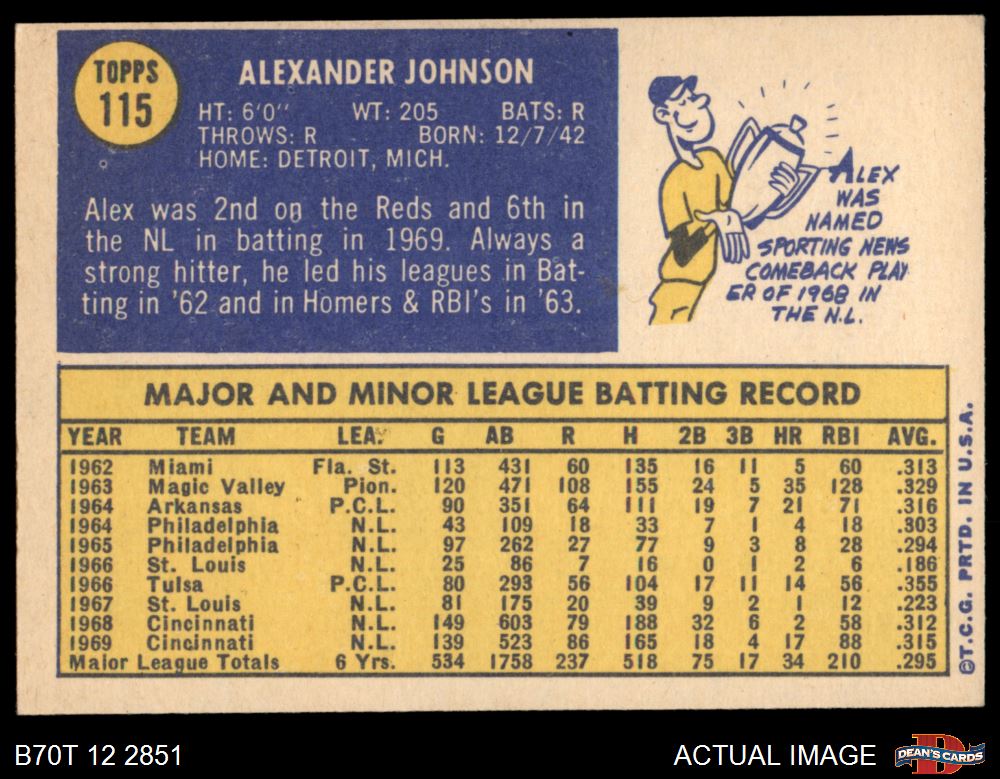 TOPPS
115
ALEXANDER JOHNSON
HT: 6'0" WT: 205 BATS: R
THROWS: R BORN: 12/7/42
HOME: DETROIT, MICH.
Alex was 2nd on the Reds and 6th in
the NL in batting in 1969. Always a
strong hitter, he led his leagues in Bat-
ting in '62 and in Homers & RBI's in '63.
ALEX
WAS
NAMED
SPORTING NEWS
COMEBACK PLAY
ER OF 1968 IN
THE N.L.
MAJOR AND MINOR LEAGUE BATTING RECORD
YEAR TEAM LEA. G AB R H 2B 3B HR RBI AVG.
1962 Miami Fla. St. 113 431 60 135 16 11 5 60 .313
1963 Magic Valley Pion. 120 471 108 155 24 5 35 128 .329
1964 Arkansas P.C.L. 90 351 64 111 19 7 21 71 .316
1964 Philadelphia N.L. 43 109 18 33 7 1 4 18 .303
1965 Philadelphia N.L. 97 262 27 77 9 3 8 28 .294
1966 St. Louis N.L. 25 86 7 16 0 1 2 6 .186
1966 Tulsa P.C.L. 80 293 56 104 17 11 14 56 .355
1967 St. Louis N.L. 81 175 20 39 9 2 1 12 .223
1968 Cincinnati N.L. 149 603 79 188 32 6 2 58 .312
1969 Cincinnati N.L. 139 523 86 165 18 4 17 88 .315
Major League Totals 6 Yrs. 534 1758 237 518 75 17 34 210 .295
©T.C.G. PRTD. IN U.S.A.
B70T 12 2851
ACTUAL IMAGE
DEAN'S CARDS